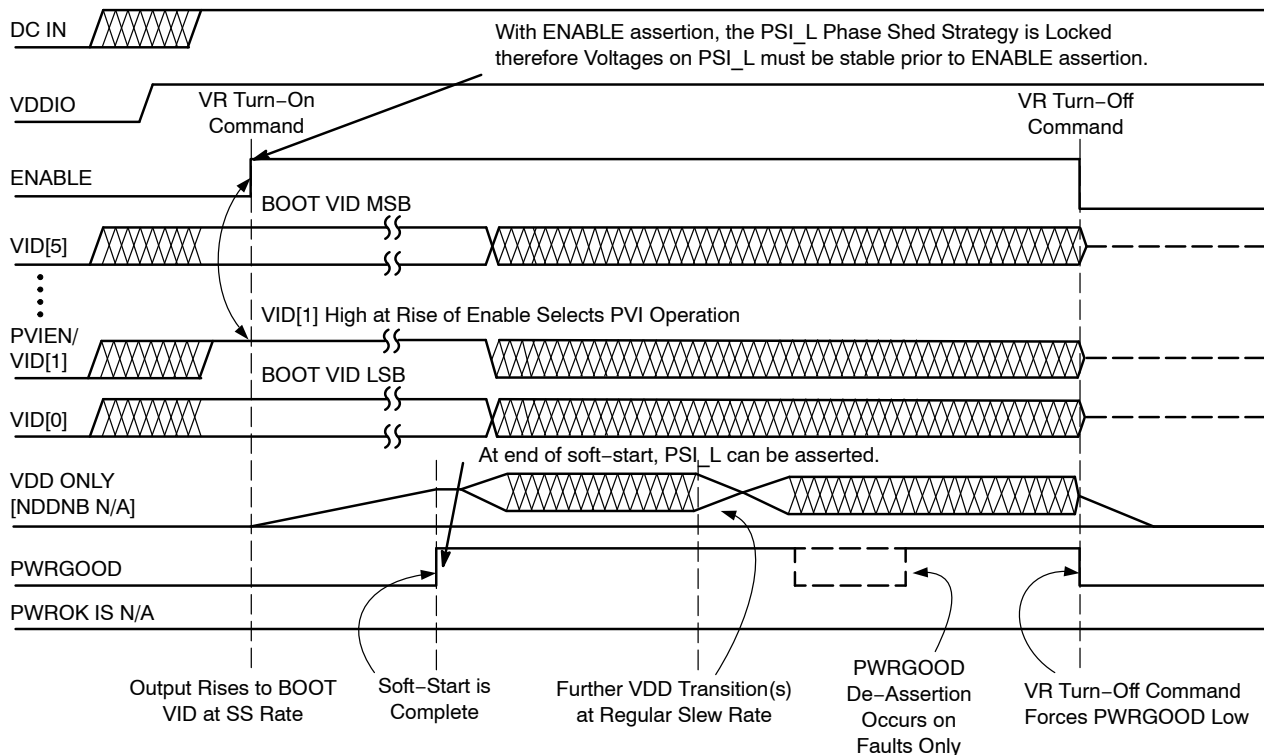 DC IN
With ENABLE assertion, the PSI_L Phase Shed Strategy is Locked
therefore Voltages on PSI_L must be stable prior to ENABLE assertion.
VDDIO
VR Turn−On
Command
VR Turn−Off
Command
ENABLE
BOOT VID MSB
VID[5]
VID[1] High at Rise of Enable Selects PVI Operation
PVIEN/
VID[1]
BOOT VID LSB
VID[0]
At end of soft−start, PSI_L can be asserted.
VDD ONLY
[NDDNB N/A]
PWRGOOD
PWROK IS N/A
Output Rises to BOOT
VID at SS Rate
Soft−Start is
Complete
Further VDD Transition(s)
at Regular Slew Rate
PWRGOOD
De−Assertion
Occurs on
Faults Only
VR Turn−Off Command
Forces PWRGOOD Low